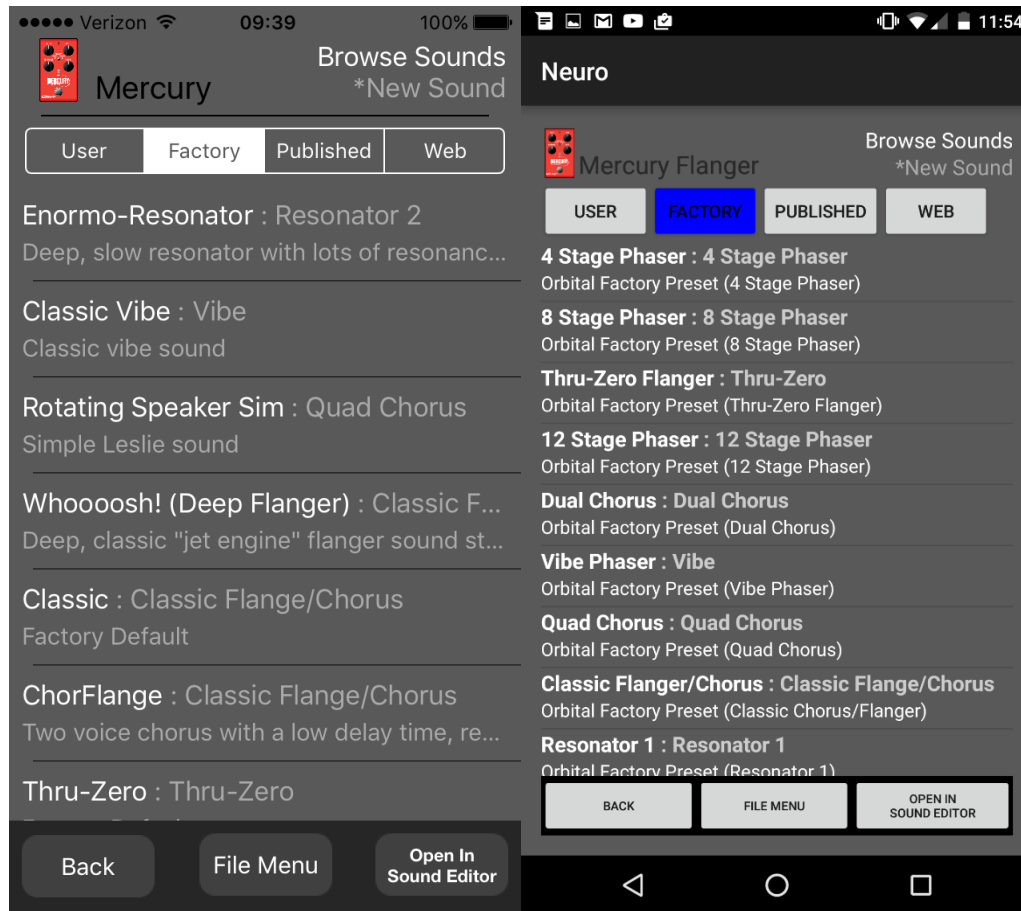 Verizon 09:39 100%
Browse Sounds
Mercury *New Sound
User Factory Published Web
Enormo-Resonator : Resonator 2
Deep, slow resonator with lots of resonanc...
Classic Vibe : Vibe
Classic vibe sound
Rotating Speaker Sim : Quad Chorus
Simple Leslie sound
Whoooosh! (Deep Flanger) : Classic F...
Deep, classic "jet engine" flanger sound st...
Classic : Classic Flange/Chorus
Factory Default
ChorFlange : Classic Flange/Chorus
Two voice chorus with a low delay time, re...
Thru-Zero : Thru-Zero
Back File Menu Open In
Sound Editor
11:54
Neuro
Browse Sounds
Mercury Flanger *New Sound
USER FACTORY PUBLISHED WEB
4 Stage Phaser : 4 Stage Phaser
Orbital Factory Preset (4 Stage Phaser)
8 Stage Phaser : 8 Stage Phaser
Orbital Factory Preset (8 Stage Phaser)
Thru-Zero Flanger : Thru-Zero
Orbital Factory Preset (Thru-Zero Flanger)
12 Stage Phaser : 12 Stage Phaser
Orbital Factory Preset (12 Stage Phaser)
Dual Chorus : Dual Chorus
Orbital Factory Preset (Dual Chorus)
Vibe Phaser : Vibe
Orbital Factory Preset (Vibe Phaser)
Quad Chorus : Quad Chorus
Orbital Factory Preset (Quad Chorus)
Classic Flanger/Chorus : Classic Flange/Chorus
Orbital Factory Preset (Classic Chorus/Flanger)
Resonator 1 : Resonator 1
Orbital Factory Preset (Resonator 1)
BACK FILE MENU OPEN IN
SOUND EDITOR